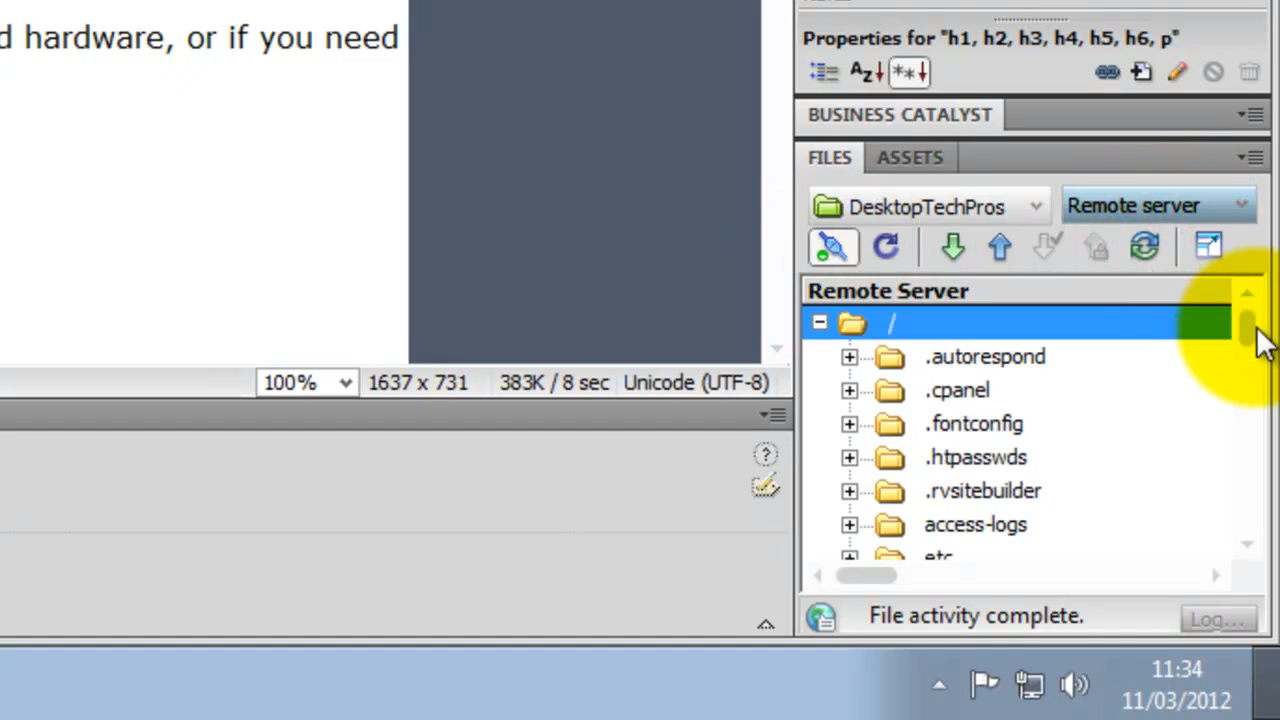 d hardware, or if you need
Properties for "h1, h2, h3, h4, h5, h6, p"
BUSINESS CATALYST
FILES
ASSETS
DesktopTechPros
Remote server
Remote Server
/
.autorespond
.cpanel
.fontconfig
.htpasswds
.rvsitebuilder
access-logs
etc
100%
1637 x 731
383K / 8 sec
Unicode (UTF-8)
File activity complete.
Log...
11:34
11/03/2012